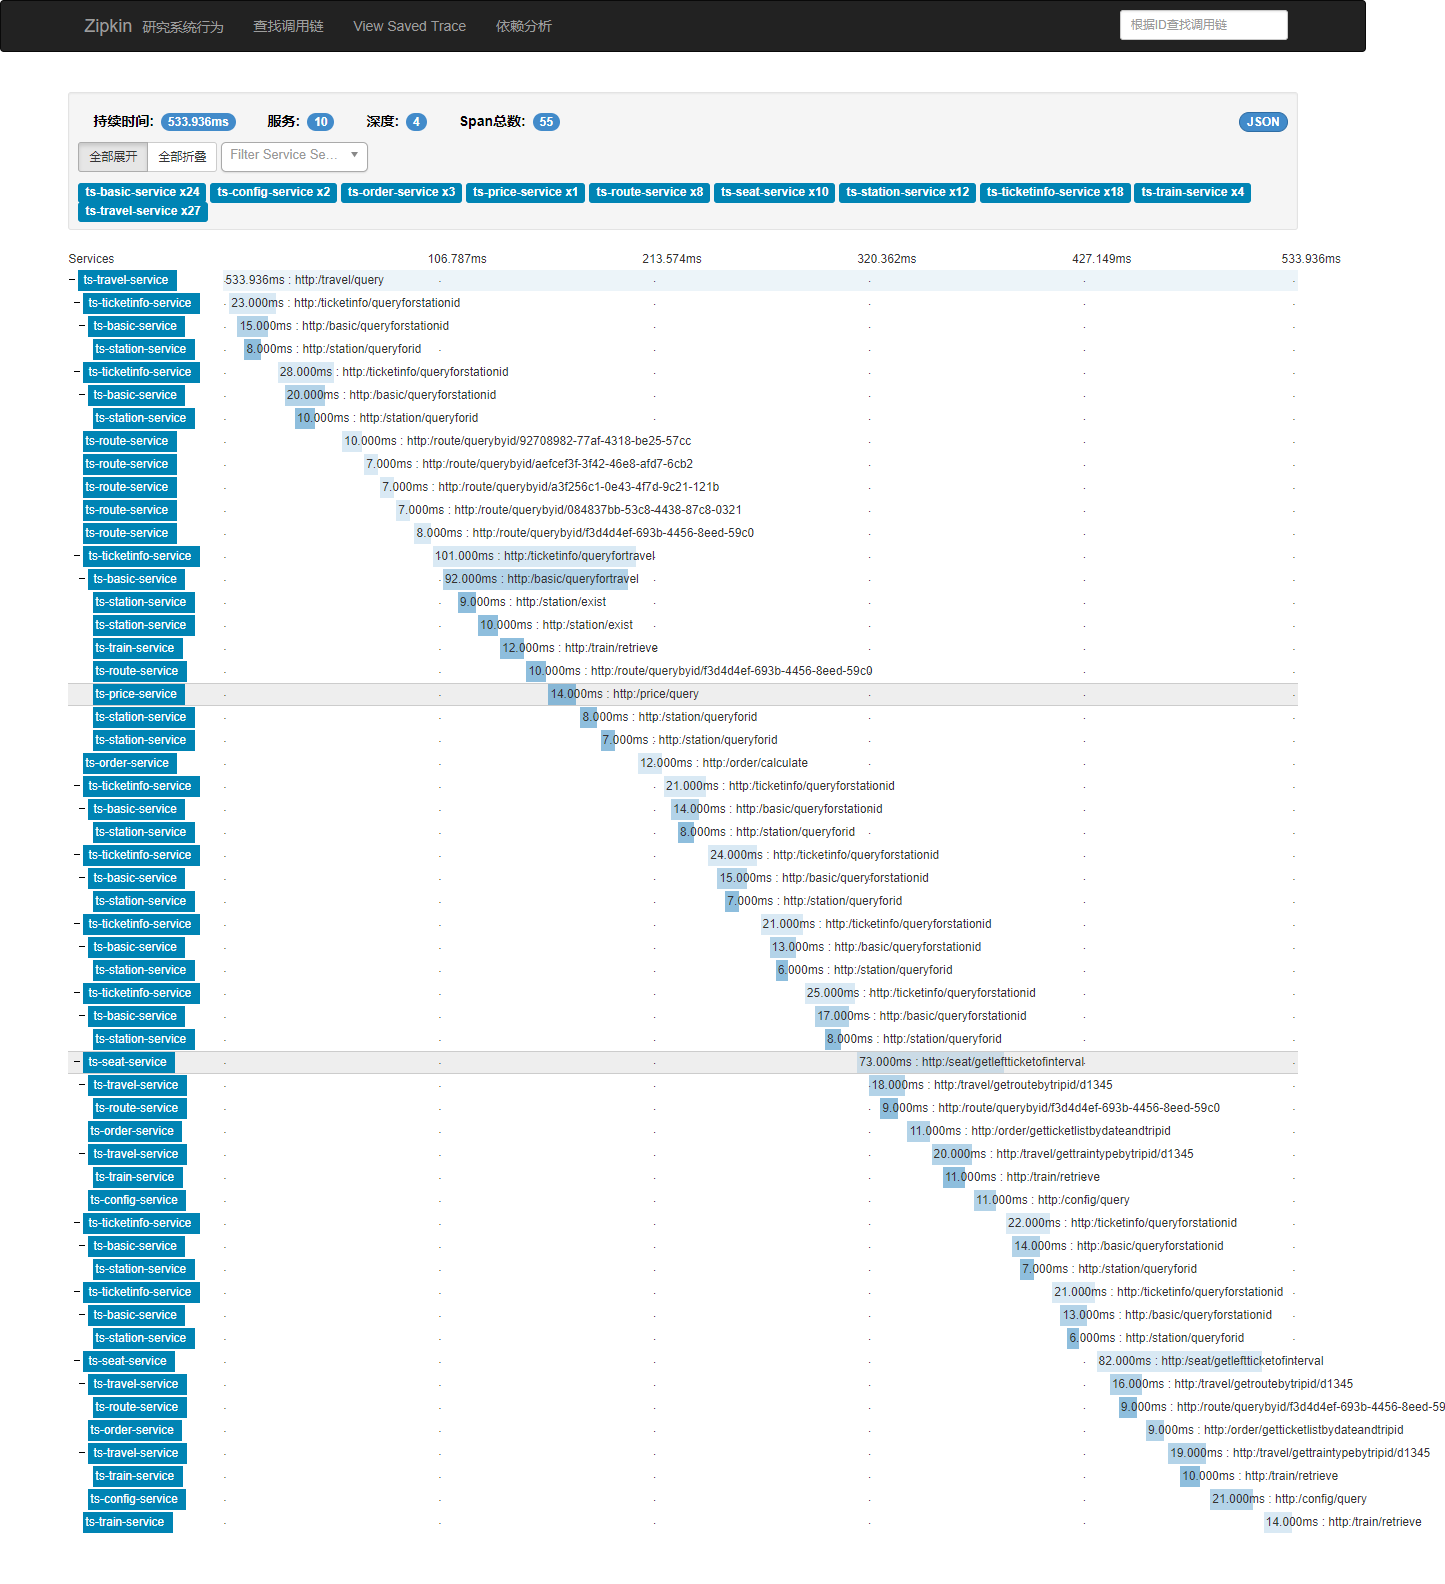 Zipkin 研究系统行为 查找调用链 View Saved Trace 依赖分析 根据ID查找调用链
持续时间: 533.936ms 服务: 10 深度: 4 Span总数: 55 JSON
全部展开 全部折叠 Filter Service Se...
ts-basic-service x24 ts-config-service x2 ts-order-service x3 ts-price-service x1 ts-route-service x8 ts-seat-service x10 ts-station-service x12 ts-ticketinfo-service x18 ts-train-service x4
ts-travel-service x27
Services 106.787ms 213.574ms 320.362ms 427.149ms 533.936ms
ts-travel-service 533.936ms : http:/travel/query
ts-ticketinfo-service 23.000ms : http:/ticketinfo/queryforstationid
ts-basic-service 15.000ms : http:/basic/queryforstationid
ts-station-service 8.000ms : http:/station/queryforid
ts-ticketinfo-service 28.000ms : http:/ticketinfo/queryforstationid
ts-basic-service 20.000ms : http:/basic/queryforstationid
ts-station-service 10.000ms : http:/station/queryforid
ts-route-service 10.000ms : http:/route/querybyid/92708982-77af-4318-be25-57cc
ts-route-service 7.000ms : http:/route/querybyid/aefcef3f-3f42-46e8-afd7-6cb2
ts-route-service 7.000ms : http:/route/querybyid/a3f256c1-0e43-4f7d-9c21-121b
ts-route-service 7.000ms : http:/route/querybyid/084837bb-53c8-4438-87c8-0321
ts-route-service 8.000ms : http:/route/querybyid/f3d4d4ef-693b-4456-8eed-59c0
ts-ticketinfo-service 101.000ms : http:/ticketinfo/queryfortravel
ts-basic-service 92.000ms : http:/basic/queryfortravel
ts-station-service 9.000ms : http:/station/exist
ts-station-service 10.000ms : http:/station/exist
ts-train-service 12.000ms : http:/train/retrieve
ts-route-service 10.000ms : http:/route/querybyid/f3d4d4ef-693b-4456-8eed-59c0
ts-price-service 14.000ms : http:/price/query
ts-station-service 8.000ms : http:/station/queryforid
ts-station-service 7.000ms : http:/station/queryforid
ts-order-service 12.000ms : http:/order/calculate
ts-ticketinfo-service 21.000ms : http:/ticketinfo/queryforstationid
ts-basic-service 14.000ms : http:/basic/queryforstationid
ts-station-service 8.000ms : http:/station/queryforid
ts-ticketinfo-service 24.000ms : http:/ticketinfo/queryforstationid
ts-basic-service 15.000ms : http:/basic/queryforstationid
ts-station-service 7.000ms : http:/station/queryforid
ts-ticketinfo-service 21.000ms : http:/ticketinfo/queryforstationid
ts-basic-service 13.000ms : http:/basic/queryforstationid
ts-station-service 6.000ms : http:/station/queryforid
ts-ticketinfo-service 25.000ms : http:/ticketinfo/queryforstationid
ts-basic-service 17.000ms : http:/basic/queryforstationid
ts-station-service 8.000ms : http:/station/queryforid
ts-seat-service 73.000ms : http:/seat/getleftticketofinterval
ts-travel-service 18.000ms : http:/travel/getroutebytripid/d1345
ts-route-service 9.000ms : http:/route/querybyid/f3d4d4ef-693b-4456-8eed-59c0
ts-order-service 11.000ms : http:/order/getticketlistbydateandtripid
ts-travel-service 20.000ms : http:/travel/gettraintypebytripid/d1345
ts-train-service 11.000ms : http:/train/retrieve
ts-config-service 11.000ms : http:/config/query
ts-ticketinfo-service 22.000ms : http:/ticketinfo/queryforstationid
ts-basic-service 14.000ms : http:/basic/queryforstationid
ts-station-service 7.000ms : http:/station/queryforid
ts-ticketinfo-service 21.000ms : http:/ticketinfo/queryforstationid
ts-basic-service 13.000ms : http:/basic/queryforstationid
ts-station-service 6.000ms : http:/station/queryforid
ts-seat-service 82.000ms : http:/seat/getleftticketofinterval
ts-travel-service 16.000ms : http:/travel/getroutebytripid/d1345
ts-route-service 9.000ms : http:/route/querybyid/f3d4d4ef-693b-4456-8eed-59
ts-order-service 9.000ms : http:/order/getticketlistbydateandtripid
ts-travel-service 19.000ms : http:/travel/gettraintypebytripid/d1345
ts-train-service 10.000ms : http:/train/retrieve
ts-config-service 21.000ms : http:/config/query
ts-train-service 14.000ms : http:/train/retrieve